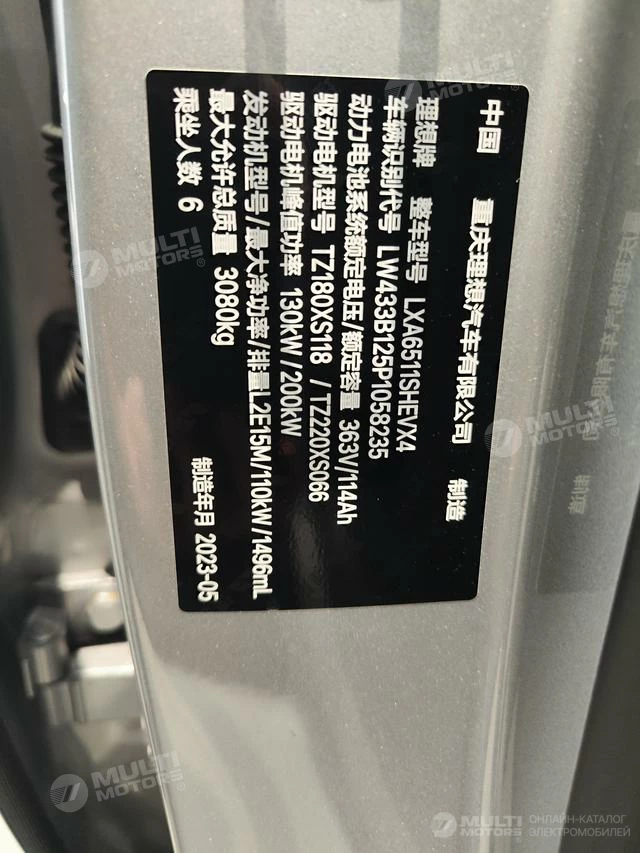 中国 重庆理想汽车有限公司 制造
理想牌 整车型号 LXA6511SHEVX4
车辆识别代号 LW433B125P1058235
动力电池系统额定电压/额定容量 363V/114Ah
驱动电机型号 TZ180XS118 / TZ220XS066
驱动电机峰值功率 130kW/200kW
发动机型号/最大净功率/排量L2E15M/110kW/1496mL
最大允许总质量 3080kg
乘坐人数 6 制造年月 2023-05
MULTI MOTORS
MULTI MOTORS
MULTI MOTORS
MULTI MOTORS
MULTI MOTORS ОНЛАЙН-КАТАЛОГ ЭЛЕКТРОМОБИЛЕЙ